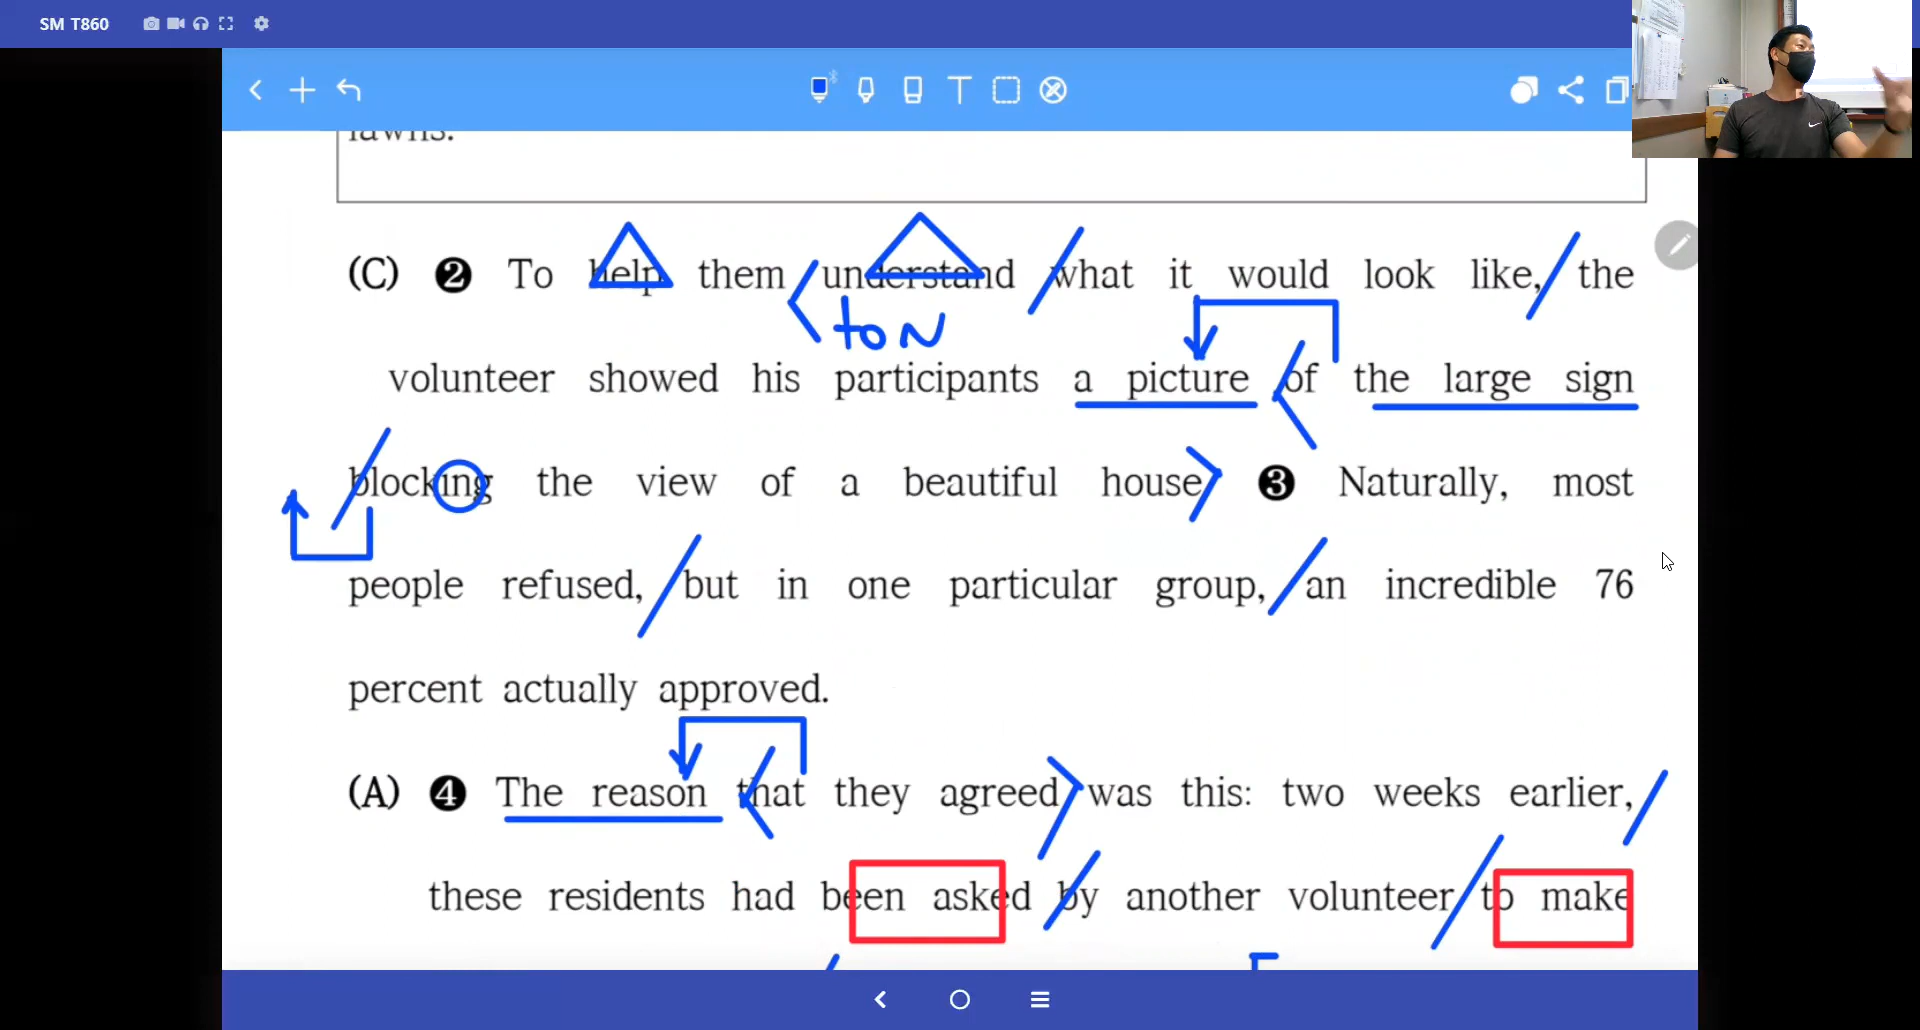 SM T860
lawns.
(C) ❷ To help them understand what it would look like, the
to N
volunteer showed his participants a picture of the large sign
blocking the view of a beautiful house ❸ Naturally, most
people refused, but in one particular group, an incredible 76
percent actually approved.
(A) ❹ The reason that they agreed was this: two weeks earlier,
these residents had been asked by another volunteer to make